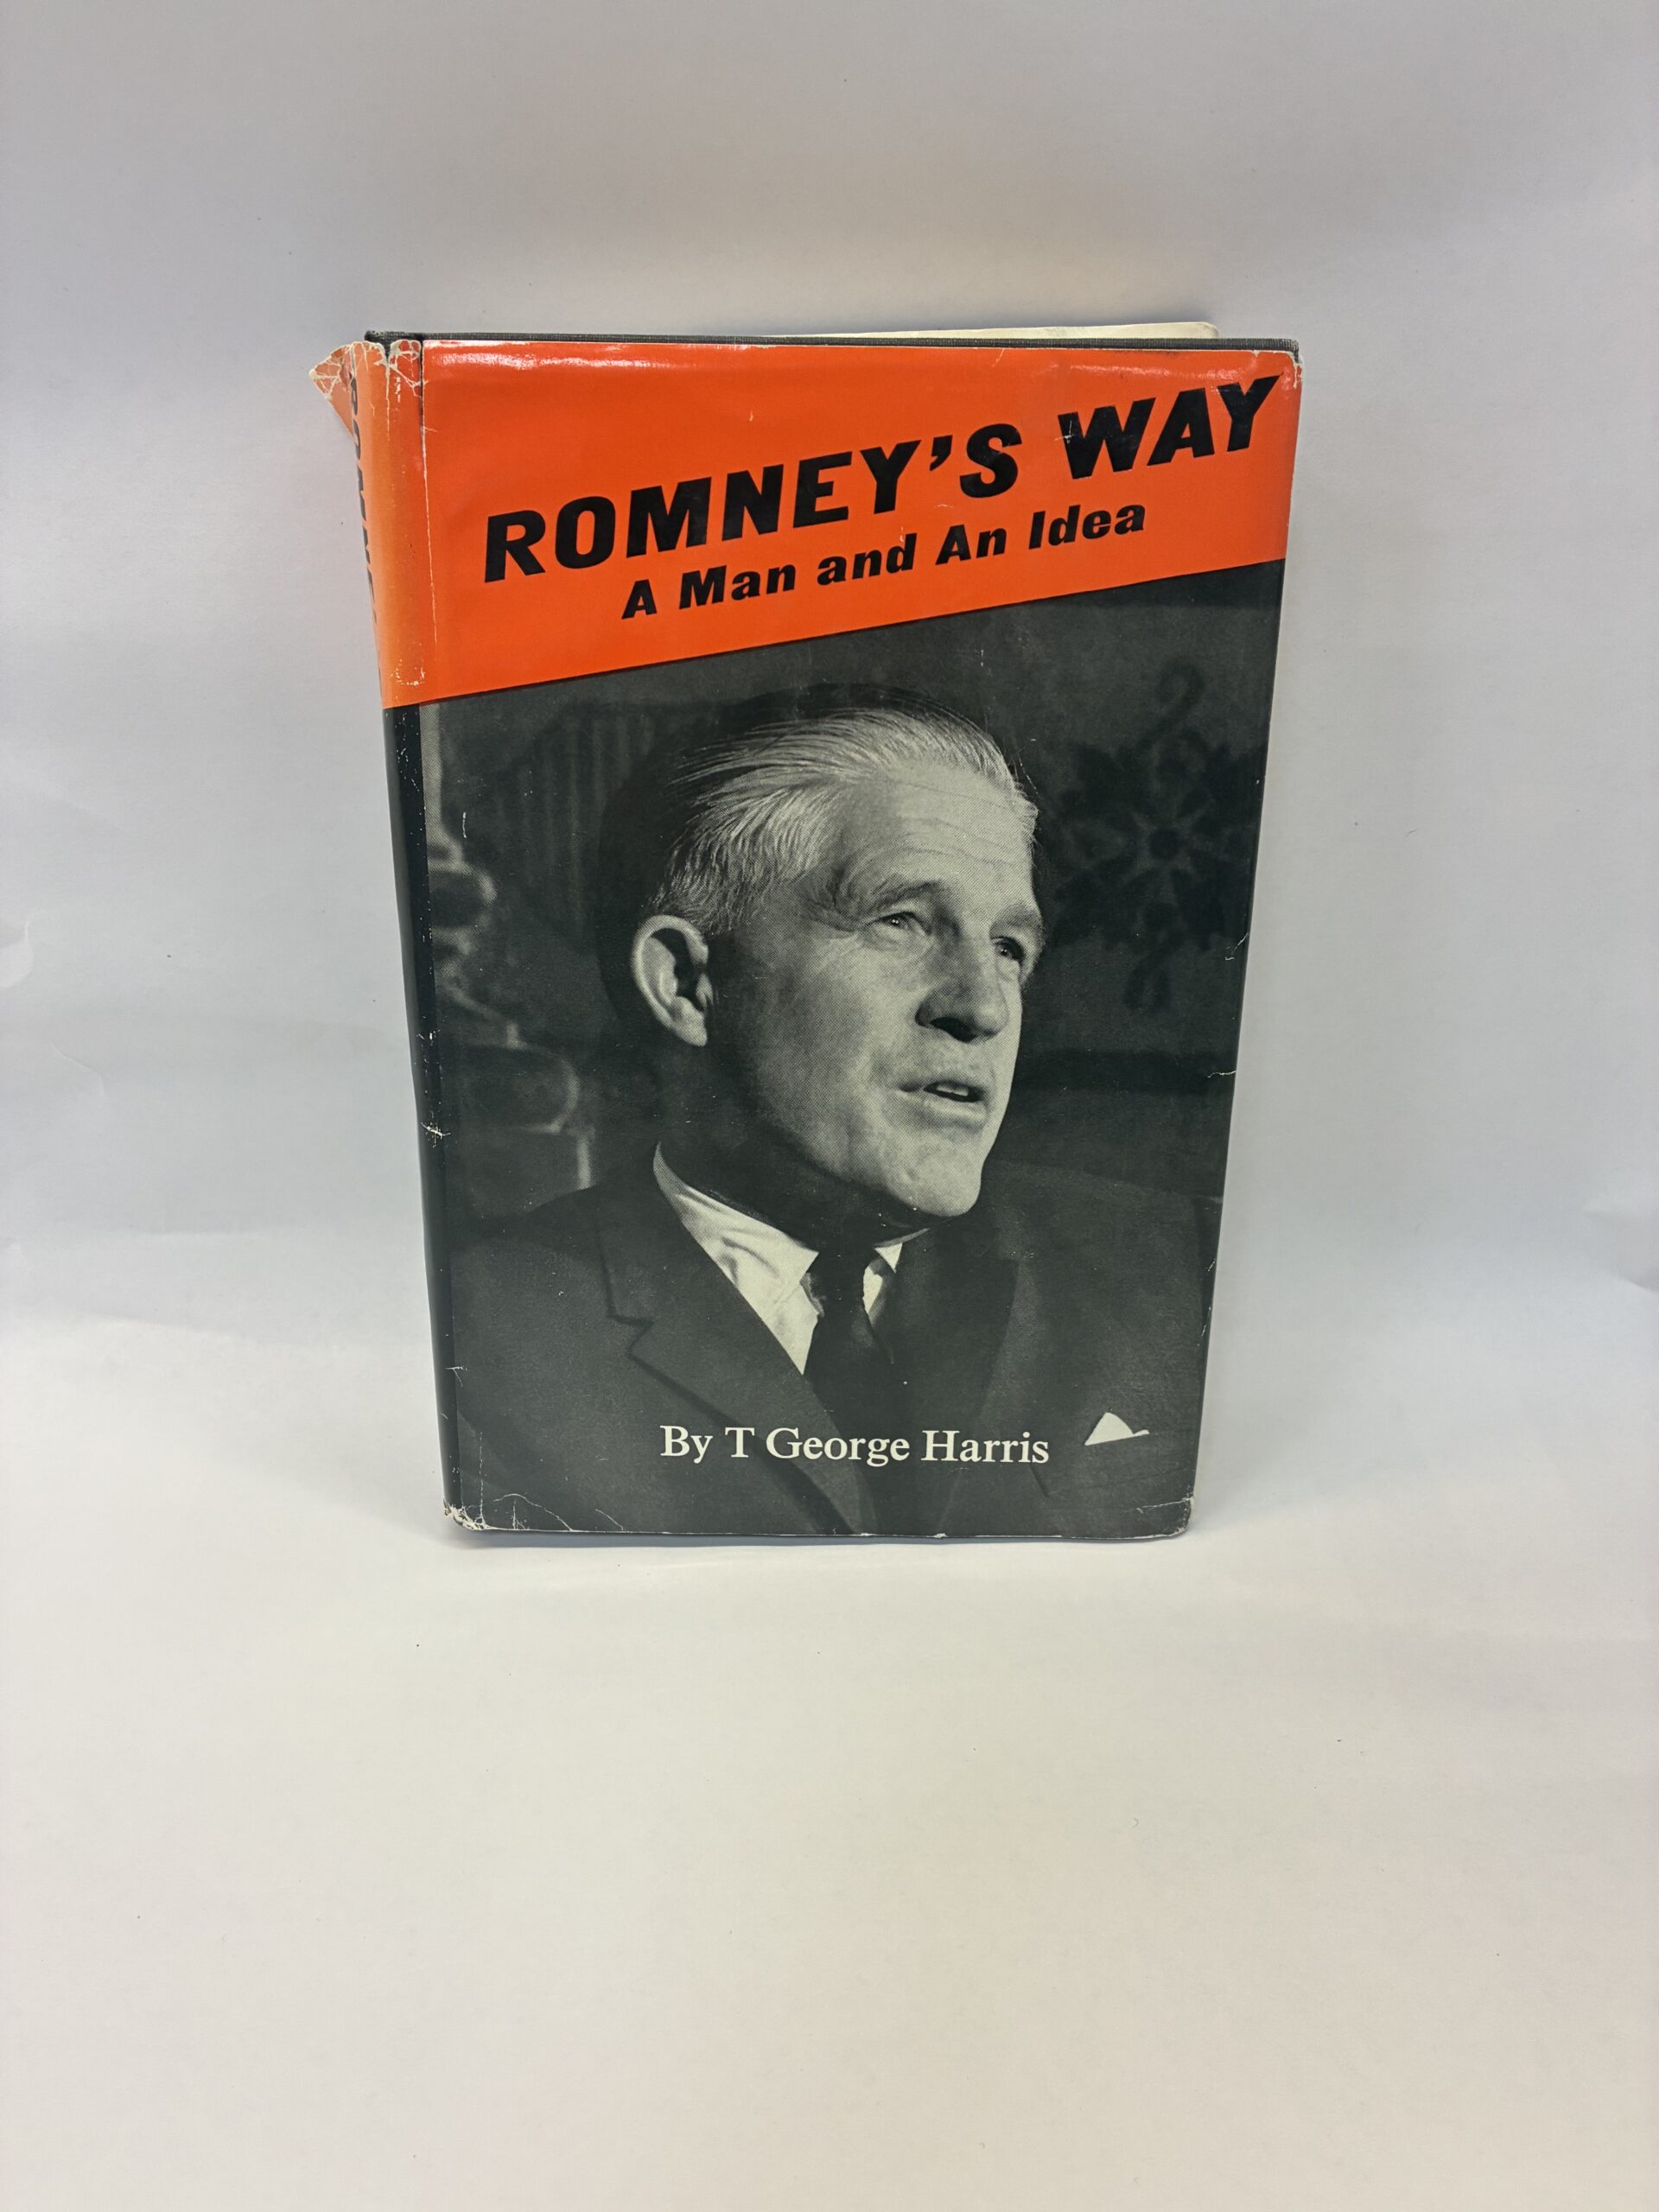 ROMNEY'S WAY
A Man and An Idea
By T George Harris